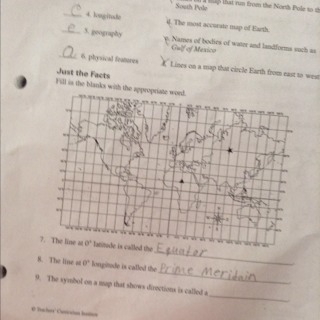 map that run from the North Pole to
South Pole
C 4. longitude
d. The most accurate map of Earth.
e 5. geography
Names of bodies of water and landforms such as
Gulf of Mexico
a 6. physical features
Lines on a map that circle Earth from east to west
Just the Facts
Fill in the blanks with the appropriate word.
7. The line at 0° latitude is called the Equator
8. The line at 0° longitude is called the Prime Meridain
9. The symbol on a map that shows directions is called a
© Teachers' Curriculum Institute